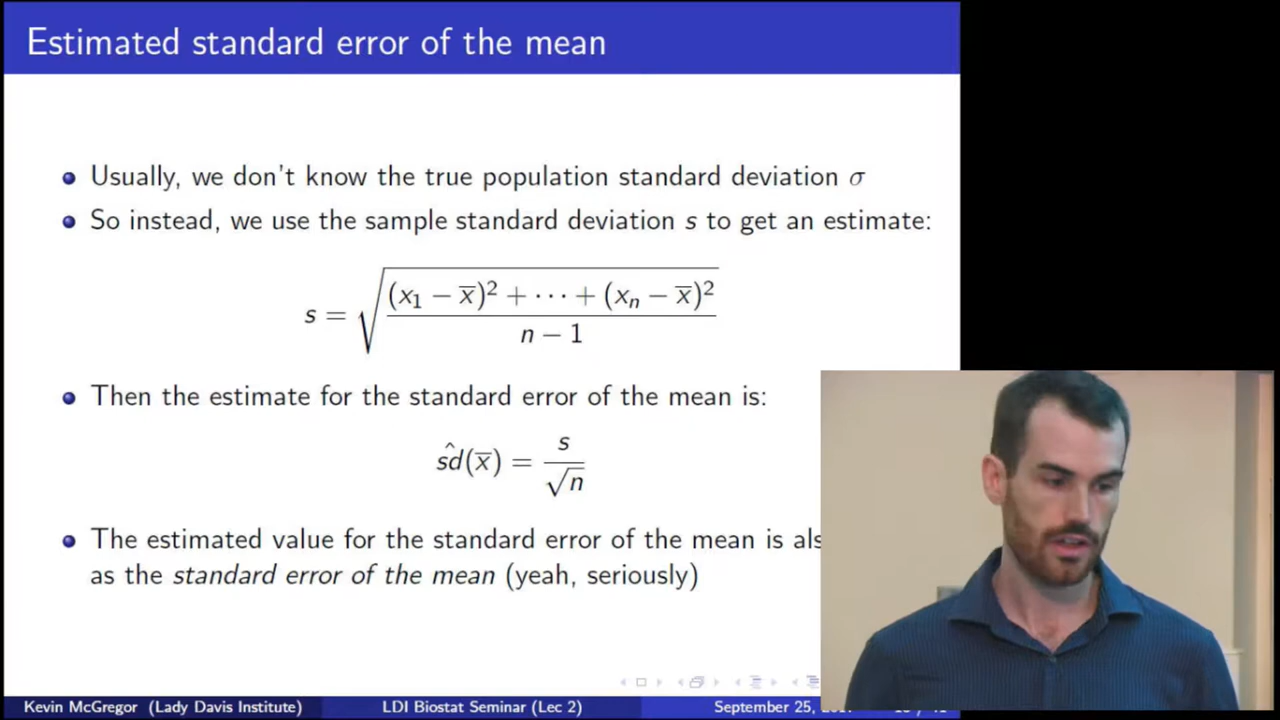 Estimated standard error of the mean
Usually, we don't know the true population standard deviation σ
So instead, we use the sample standard deviation s to get an estimate:
s = √((x₁ − x̅)² + ⋯ + (xₙ − x̅)² / n − 1)
Then the estimate for the standard error of the mean is:
sd̂(x̅) = s / √n
The estimated value for the standard error of the mean is
as the standard error of the mean (yeah, seriously)
Kevin McGregor (Lady Davis Institute) LDI Biostat Seminar (Lec 2) September 25,